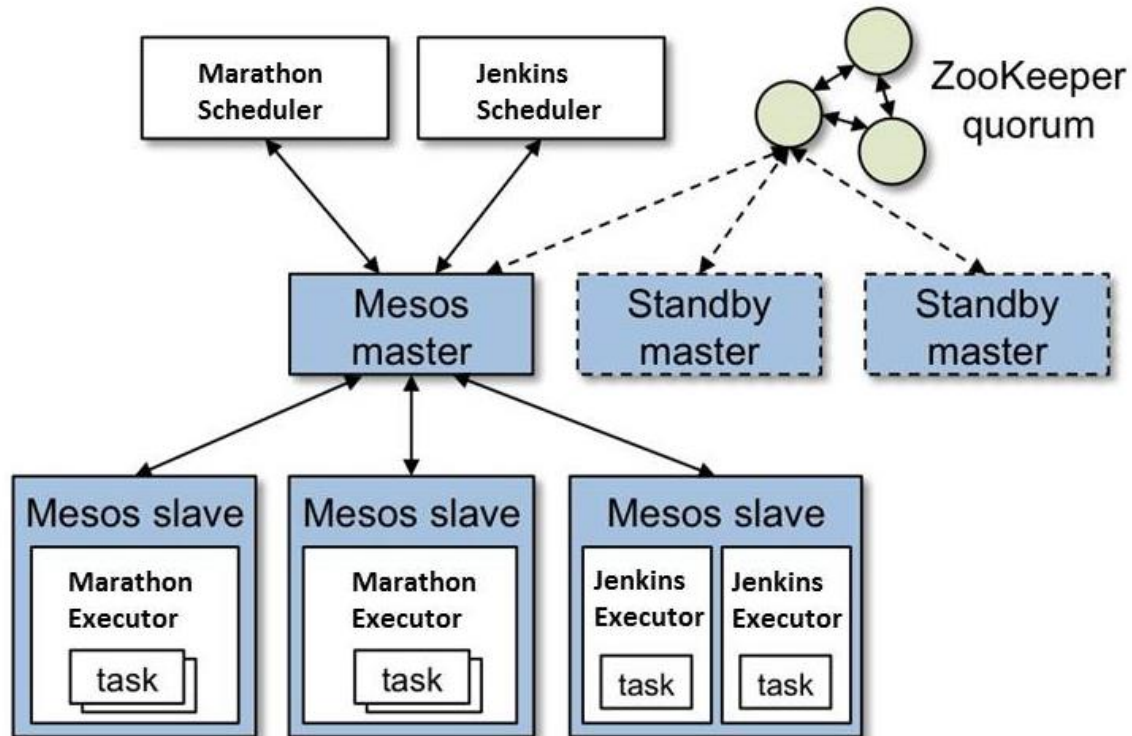 Marathon
Scheduler
Jenkins
Scheduler
ZooKeeper
quorum
Mesos
master
Standby
master
Standby
master
Mesos slave
Marathon
Executor
task
Mesos slave
Marathon
Executor
task
Mesos slave
Jenkins
Executor
task
Jenkins
Executor
task